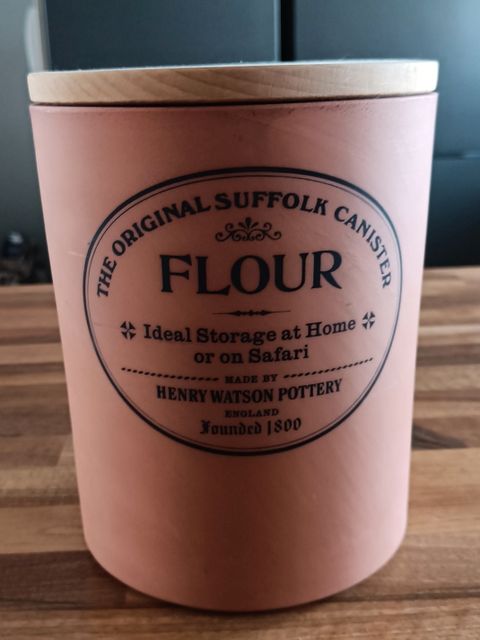 THE ORIGINAL SUFFOLK CANISTER
FLOUR
Ideal Storage at Home
or on Safari
MADE BY
HENRY WATSON POTTERY
ENGLAND
Founded 1800